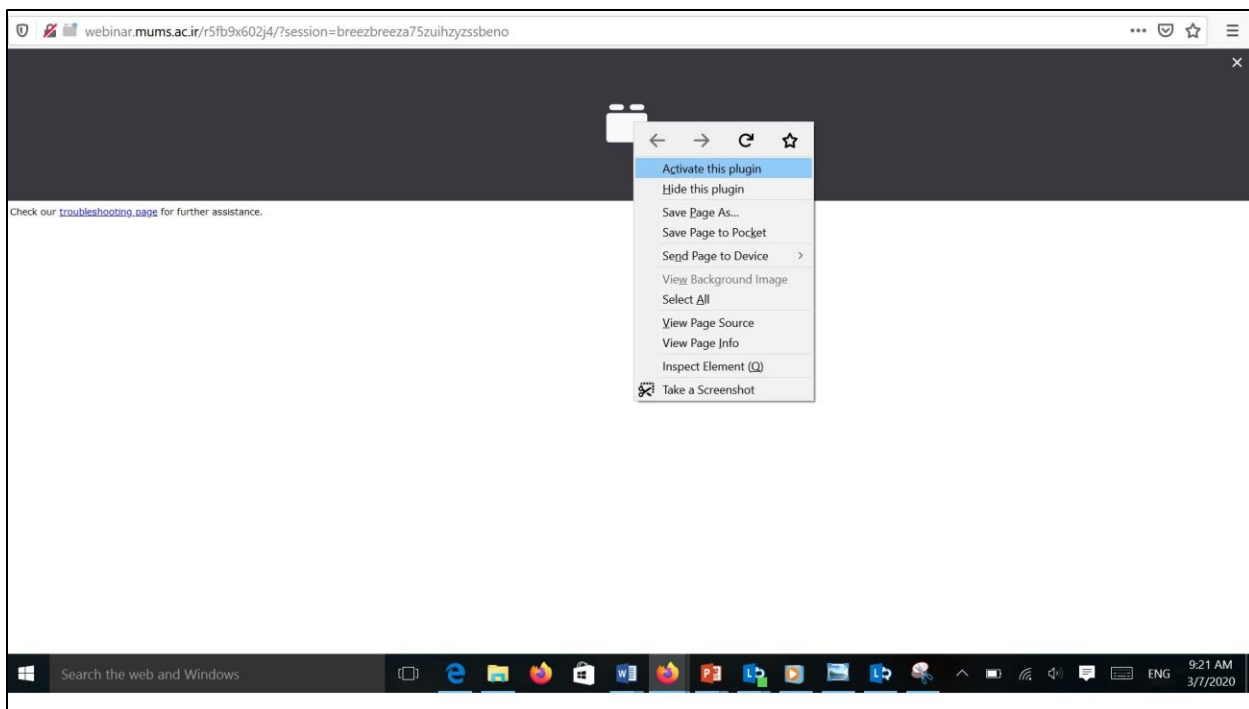 webinar.mums.ac.ir/r5fb9x602j4/?session=breezbreeza75zuihzyzssbeno
Activate this plugin
Hide this plugin
Check our troubleshooting page for further assistance.
Save Page As...
Save Page to Pocket
Send Page to Device
View Background Image
Select All
View Page Source
View Page Info
Inspect Element (Q)
Take a Screenshot
Search the web and Windows
ENG
9:21 AM
3/7/2020